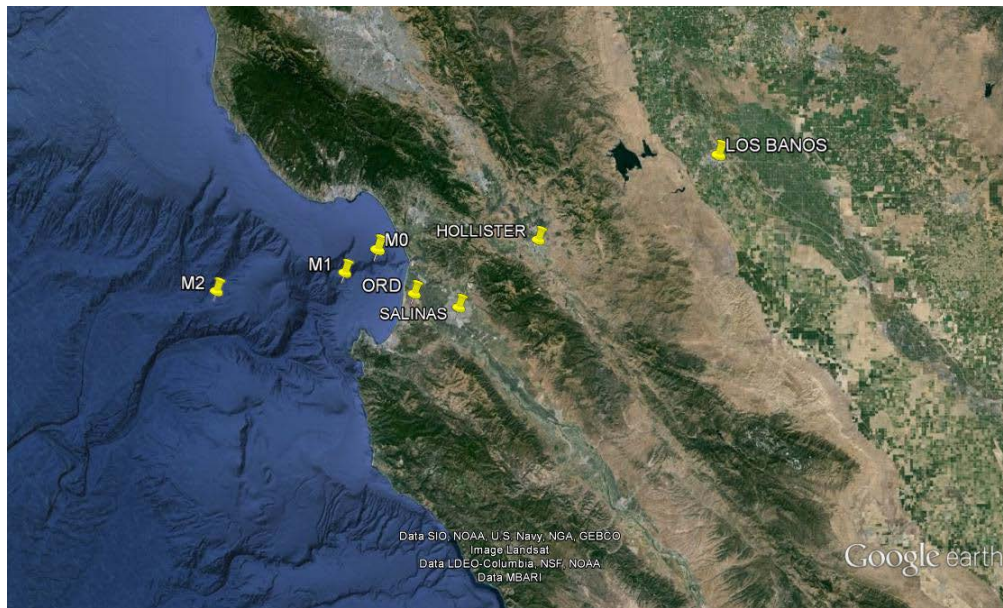 LOS BANOS
HOLLISTER
M0
M1
M2
ORD
SALINAS
Data SIO, NOAA, U.S. Navy, NGA, GEBCO
Image Landsat
Data LDEO-Columbia, NSF, NOAA
Data MBARI
Google earth